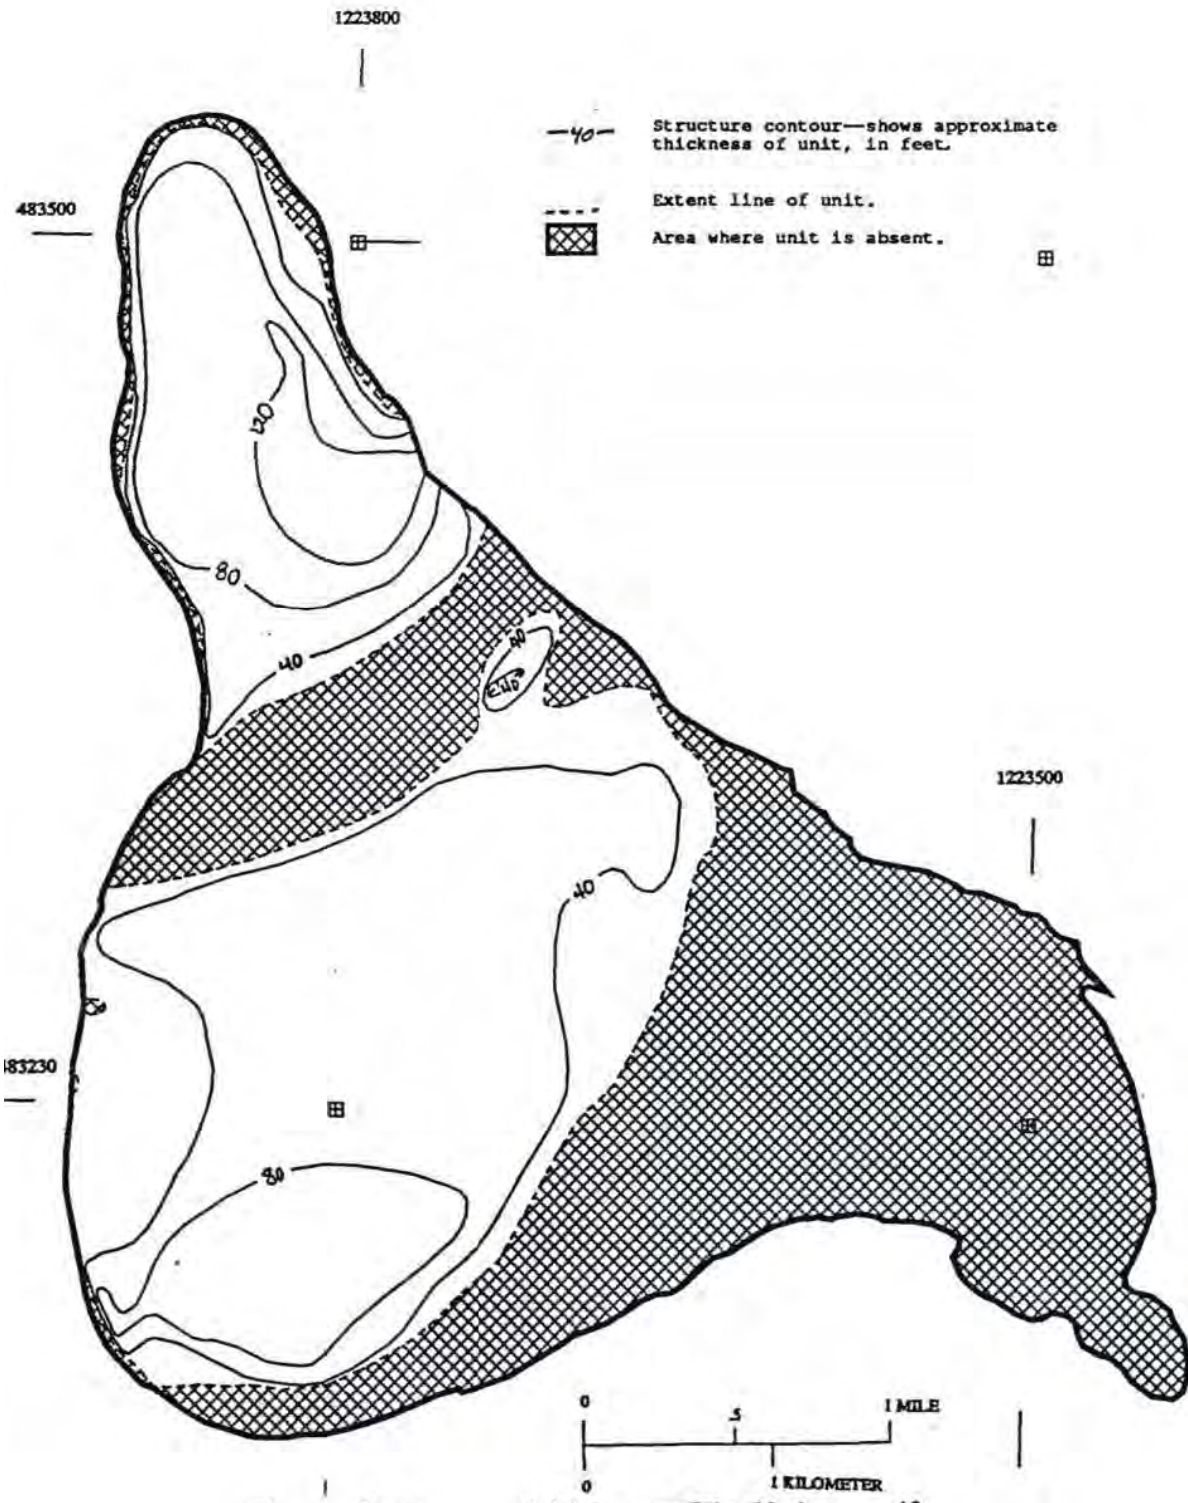 1223800
—40— Structure contour—shows approximate
thickness of unit, in feet.
483500
Extent line of unit.
Area where unit is absent.
120
80
40
40
1223500
40
483230
80
0 .5 1 MILE
0 1 KILOMETER